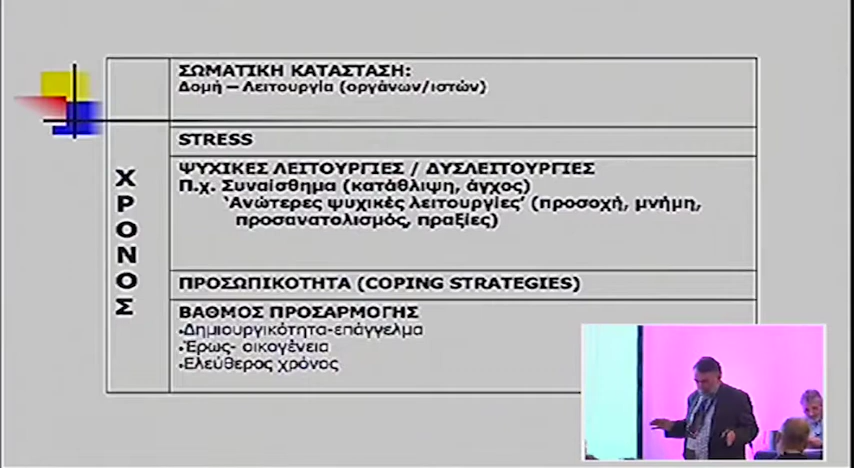 ΧΡΟΝΟΣ
ΣΩΜΑΤΙΚΗ ΚΑΤΑΣΤΑΣΗ:
Δομή – Λειτουργία (οργάνων/ιστών)
STRESS
ΨΥΧΙΚΕΣ ΛΕΙΤΟΥΡΓΙΕΣ / ΔΥΣΛΕΙΤΟΥΡΓΙΕΣ
Π.χ. Συναίσθημα (κατάθλιψη, άγχος)
‘Ανώτερες ψυχικές λειτουργίες’ (προσοχή, μνήμη,
προσανατολισμός, πραξίες)
ΠΡΟΣΩΠΙΚΟΤΗΤΑ (COPING STRATEGIES)
ΒΑΘΜΟΣ ΠΡΟΣΑΡΜΟΓΗΣ
•Δημιουργικότητα-επάγγελμα
•Έρως- οικογένεια
•Ελεύθερος χρόνος